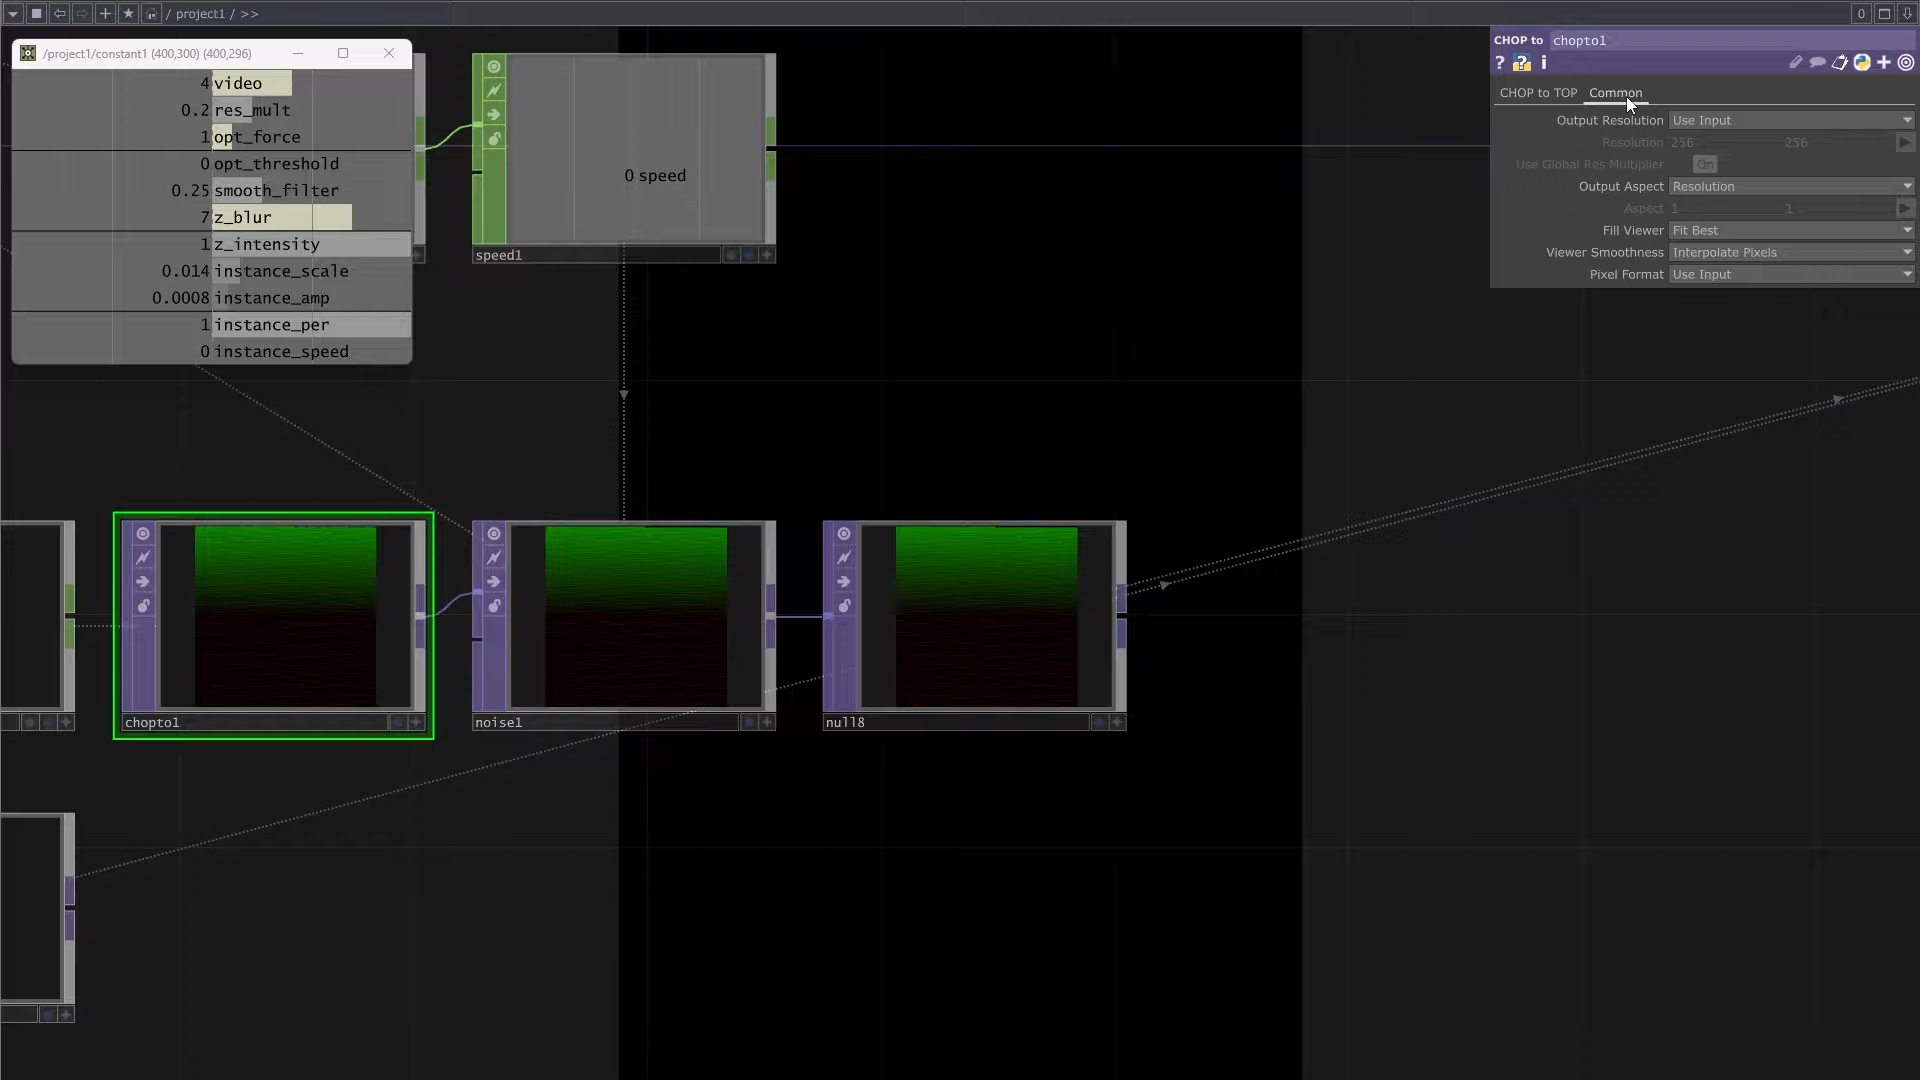 / project1 / >>
0
/project1/constant1 (400,300) (400,296)
4 video
0.2 res_mult
1 opt_force
0 opt_threshold
0.25 smooth_filter
7 z_blur
1 z_intensity
0.014 instance_scale
0.0008 instance_amp
1 instance_per
0 instance_speed
0 speed
speed1
CHOP to chopto1
? ? i
CHOP to TOP Common
Output Resolution Use Input
Resolution 256 256
Use Global Res Multiplier On
Output Aspect Resolution
Aspect 1 1
Fill Viewer Fit Best
Viewer Smoothness Interpolate Pixels
Pixel Format Use Input
chopto1
noise1
null8